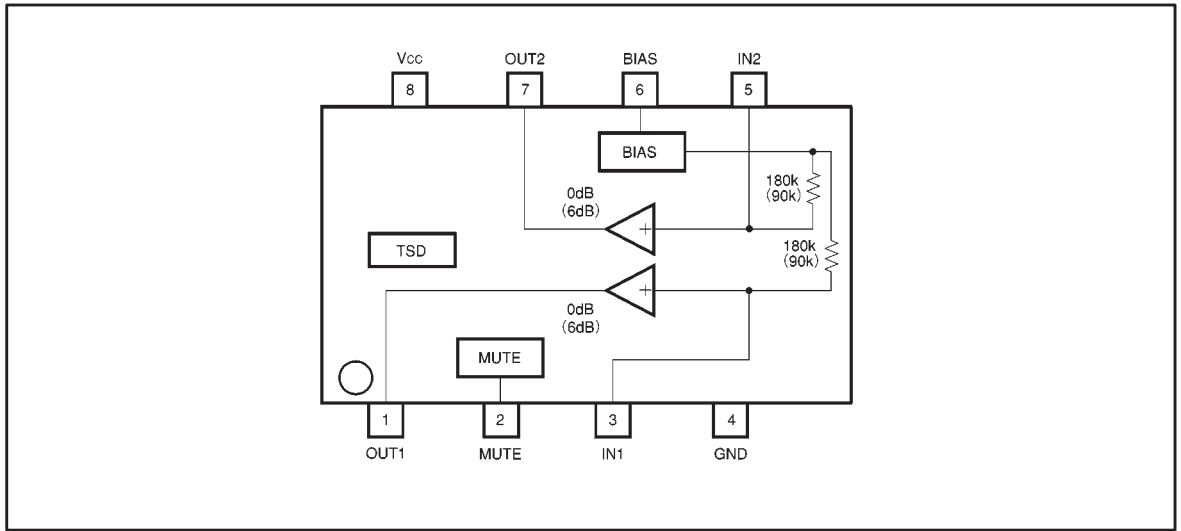 Vcc
OUT2
BIAS
IN2
8
7
6
5
BIAS
180k
(90k)
0dB
(6dB)
+
TSD
180k
(90k)
+
0dB
(6dB)
MUTE
1
2
3
4
OUT1
MUTE
IN1
GND